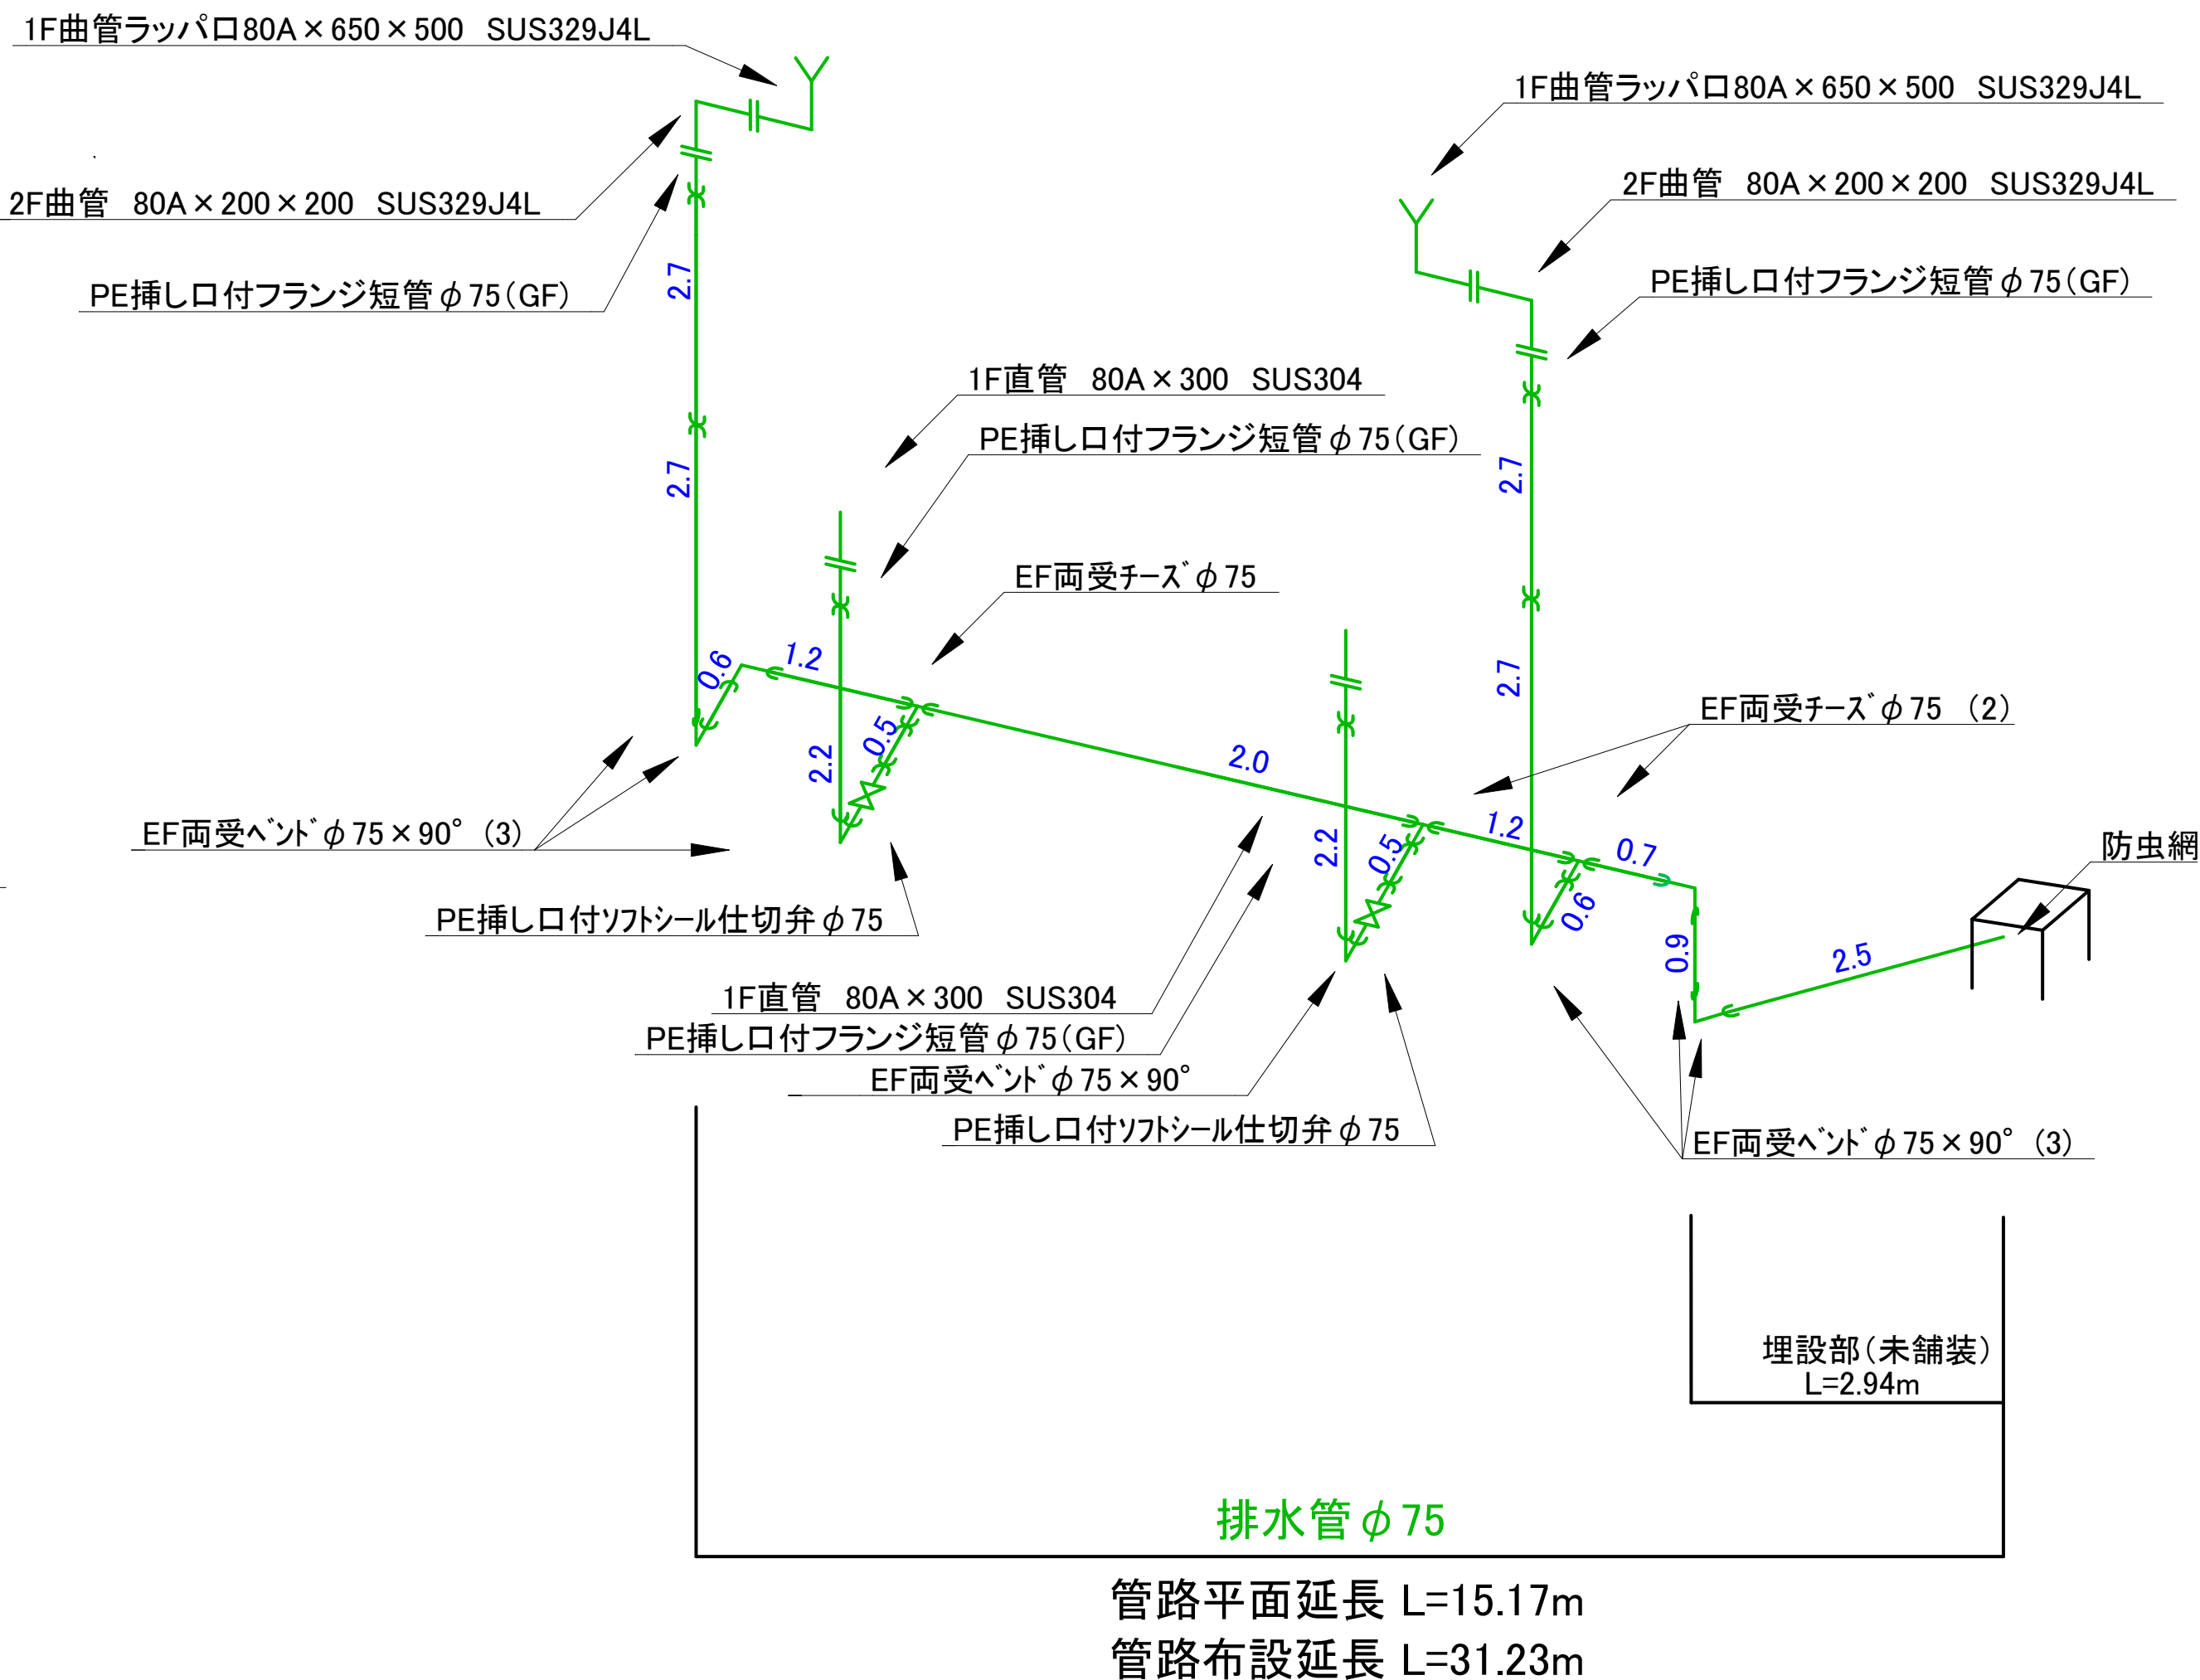 1F曲管ラッパ口80A×650×500　SUS329J4L
1F曲管ラッパ口80A×650×500　SUS329J4L
2F曲管　80A×200×200　SUS329J4L
2F曲管　80A×200×200　SUS329J4L
PE挿し口付フランジ短管φ75(GF)
PE挿し口付フランジ短管φ75(GF)
2.7
1F直管　80A×300　SUS304
PE挿し口付フランジ短管φ75(GF)
2.7
2.7
EF両受チーズφ75
0.6
1.2
2.7
EF両受チーズφ75 (2)
2.2
0.5
2.0
1.2
2.2
0.5
0.7
防虫網
EF両受ベンドφ75×90° (3)
PE挿し口付ソフトシール仕切弁φ75
0.6
0.9
2.5
1F直管　80A×300　SUS304
PE挿し口付フランジ短管φ75(GF)
EF両受ベンドφ75×90°
PE挿し口付ソフトシール仕切弁φ75
EF両受ベンドφ75×90° (3)
埋設部(未舗装)
L=2.94m
排水管φ75
管路平面延長 L=15.17m
管路布設延長 L=31.23m